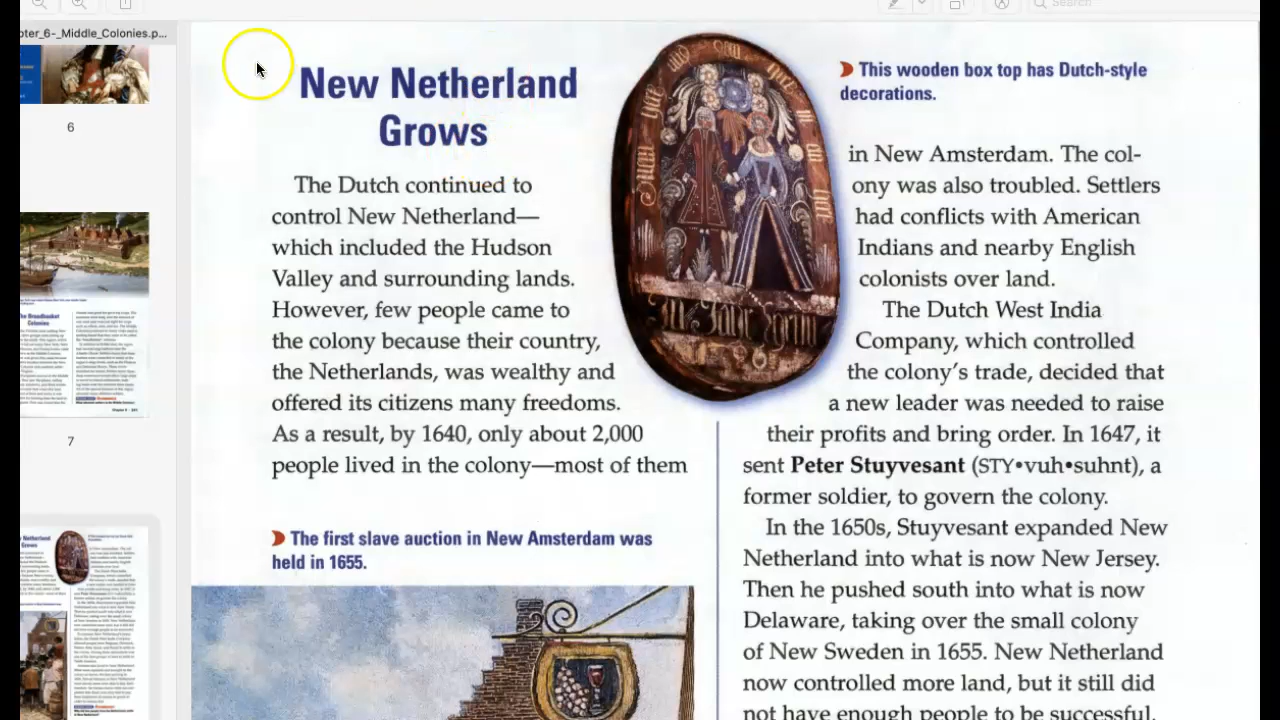 Search
oter_6-_Middle_Colonies.p...
6
7
New Netherland
Grows
The Dutch continued to
control New Netherland—
which included the Hudson
Valley and surrounding lands.
However, few people came to
the colony because their country,
the Netherlands, was wealthy and
offered its citizens many freedoms.
As a result, by 1640, only about 2,000
people lived in the colony—most of them
The first slave auction in New Amsterdam was
held in 1655.
This wooden box top has Dutch-style
decorations.
in New Amsterdam. The col-
ony was also troubled. Settlers
had conflicts with American
Indians and nearby English
colonists over land.
The Dutch West India
Company, which controlled
the colony's trade, decided that
a new leader was needed to raise
their profits and bring order. In 1647, it
sent Peter Stuyvesant (STY•vuh•suhnt), a
former soldier, to govern the colony.
In the 1650s, Stuyvesant expanded New
Netherland into what is now New Jersey.
Then he pushed south into what is now
Delaware, taking over the small colony
of New Sweden in 1655. New Netherland
now controlled more land, but it still did
not have enough people to be successful.